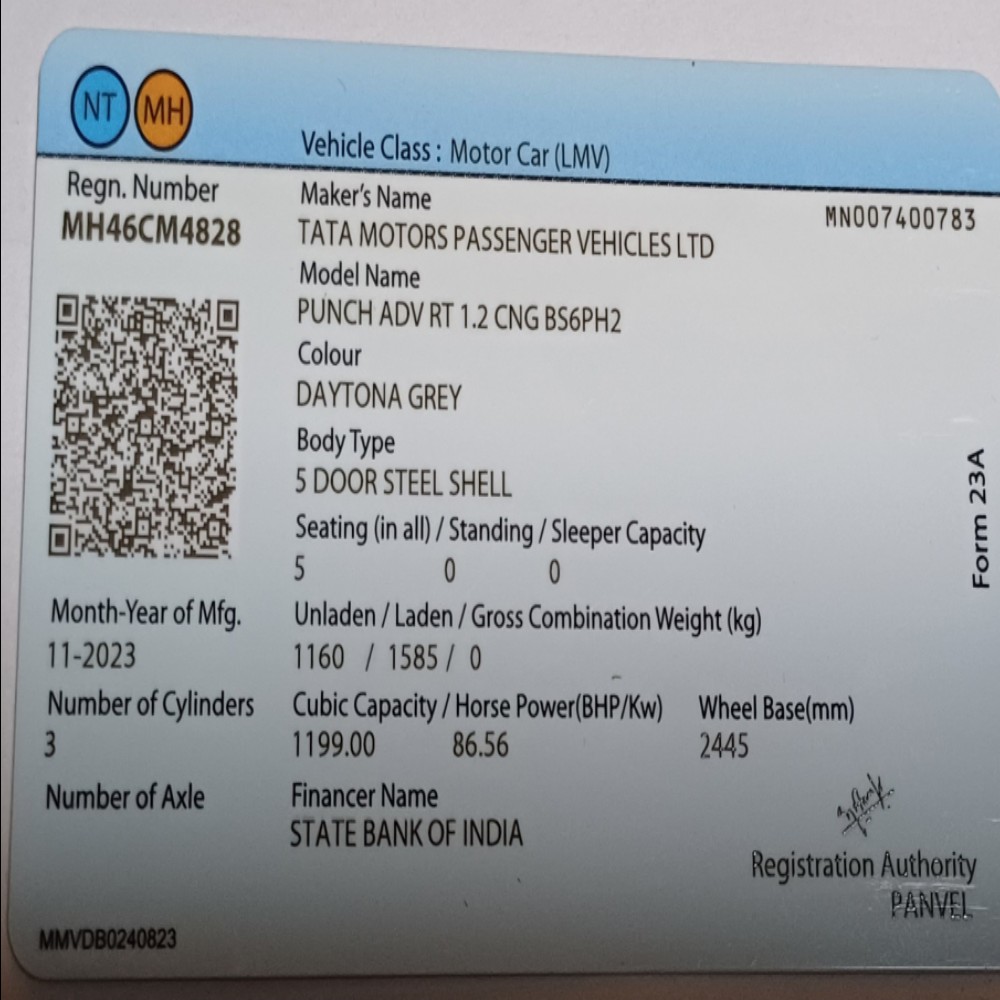 NT MH
Vehicle Class : Motor Car (LMV)
Regn. Number
MH46CM4828
Maker's Name
TATA MOTORS PASSENGER VEHICLES LTD
MN007400783
Model Name
PUNCH ADV RT 1.2 CNG BS6PH2
Colour
DAYTONA GREY
Body Type
5 DOOR STEEL SHELL
Form 23A
Seating (in all) / Standing / Sleeper Capacity
5 0 0
Month-Year of Mfg.
11-2023
Unladen / Laden / Gross Combination Weight (kg)
1160 / 1585 / 0
Number of Cylinders
3
Cubic Capacity / Horse Power(BHP/Kw)
1199.00 86.56
Wheel Base(mm)
2445
Number of Axle
Financer Name
STATE BANK OF INDIA
Registration Authority
PANVEL
MMVDB0240823